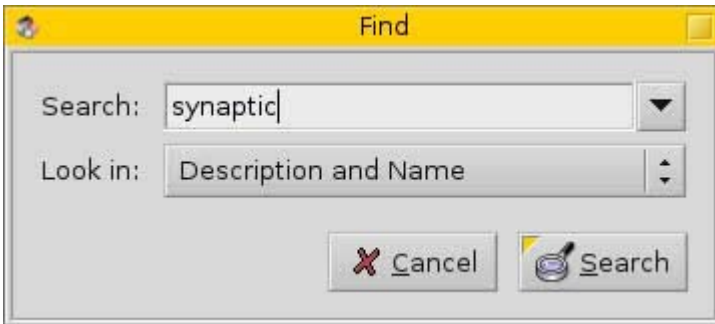 Find
Search: synaptic
Look in: Description and Name
Cancel Search